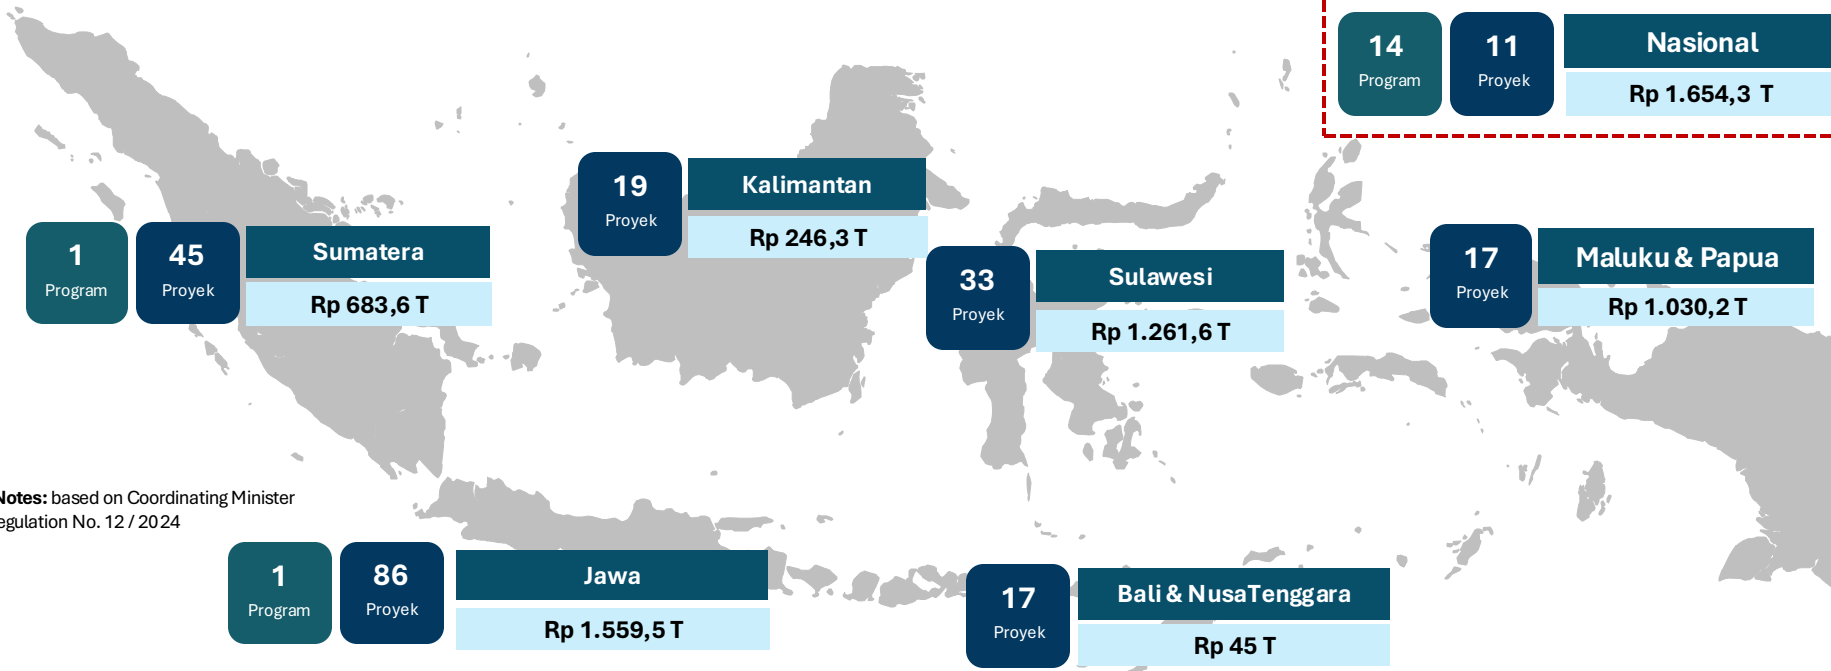 14
Program
11
Proyek
Nasional
Rp 1.654,3 T
19
Proyek
Kalimantan
Rp 246,3 T
1
Program
45
Proyek
Sumatera
Rp 683,6 T
33
Proyek
Sulawesi
Rp 1.261,6 T
17
Proyek
Maluku & Papua
Rp 1.030,2 T
Notes: based on Coordinating Minister
egulation No. 12 / 2024
1
Program
86
Proyek
Jawa
Rp 1.559,5 T
17
Proyek
Bali & NusaTenggara
Rp 45 T